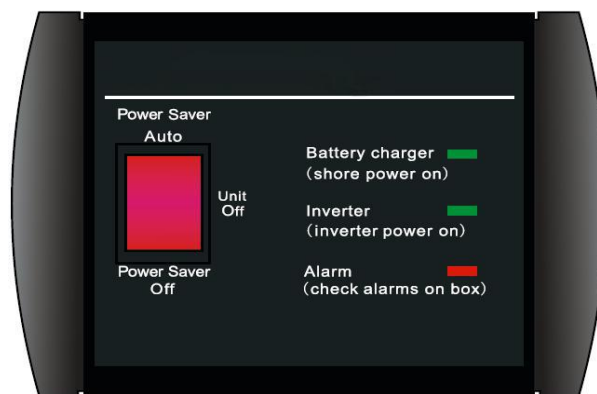 Power Saver
Auto
Unit
Off
Power Saver
Off
Battery charger
(shore power on)
Inverter
(inverter power on)
Alarm
(check alarms on box)